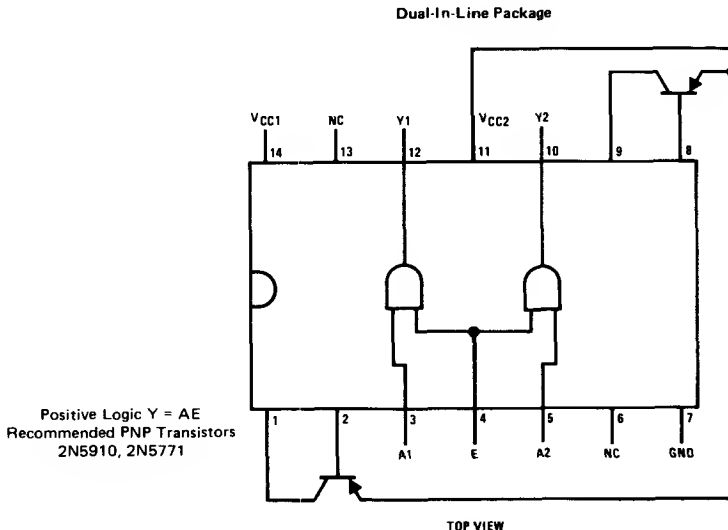 Dual-In-Line Package
VCC1 NC Y1 VCC2 Y2
14 13 12 11 10 9 8
Positive Logic Y = AE
Recommended PNP Transistors
2N5910, 2N5771
1 2 3 4 5 6 7
A1 E A2 NC GND
TOP VIEW